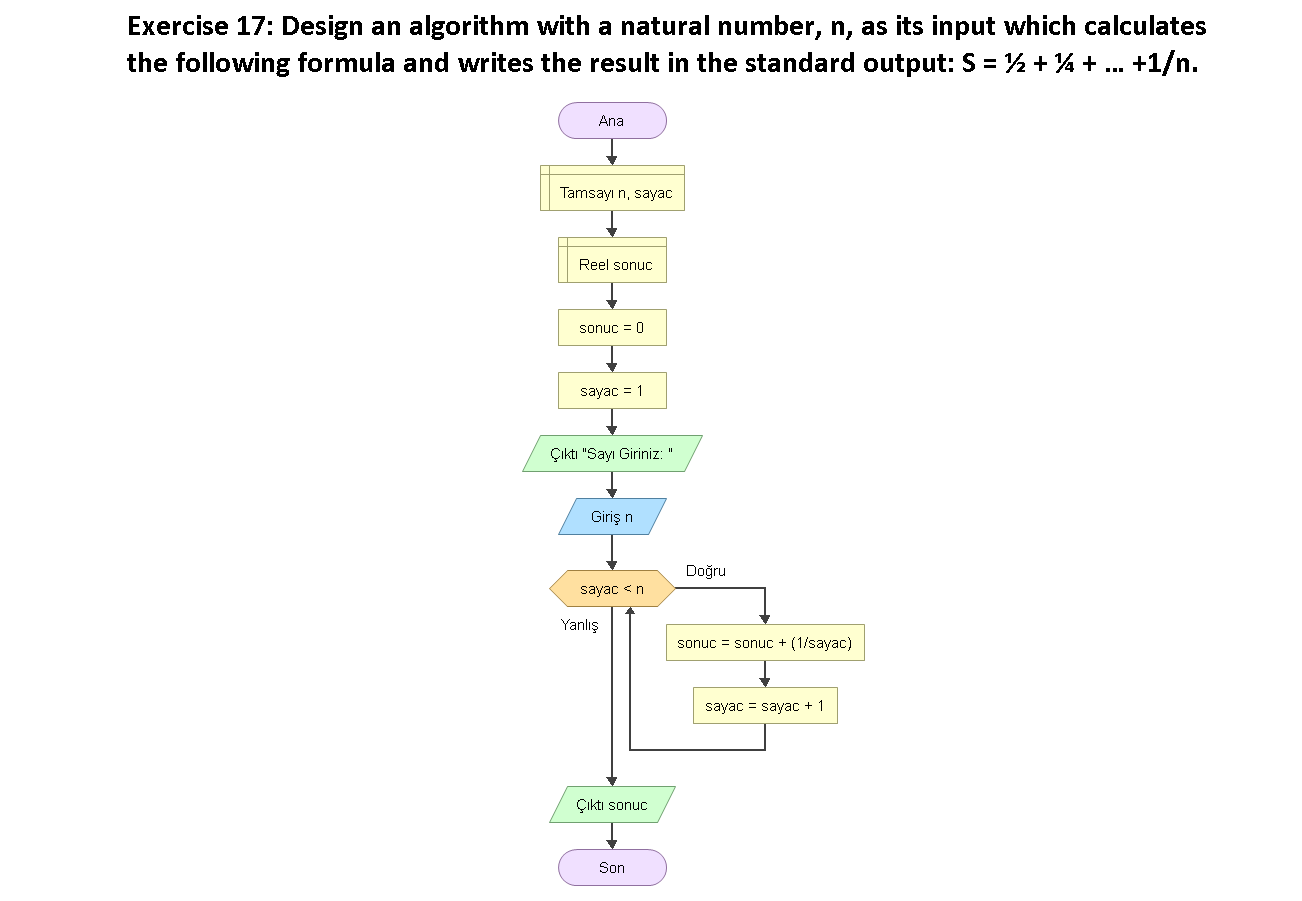 Exercise 17: Design an algorithm with a natural number, n, as its input which calculates
the following formula and writes the result in the standard output: S = ½ + ¼ + ... +1/n.
Ana
Tamsayı n, sayac
Reel sonuc
sonuc = 0
sayac = 1
Çıktı "Sayı Giriniz: "
Giriş n
sayac < n
Doğru
Yanlış
sonuc = sonuc + (1/sayac)
sayac = sayac + 1
Çıktı sonuc
Son